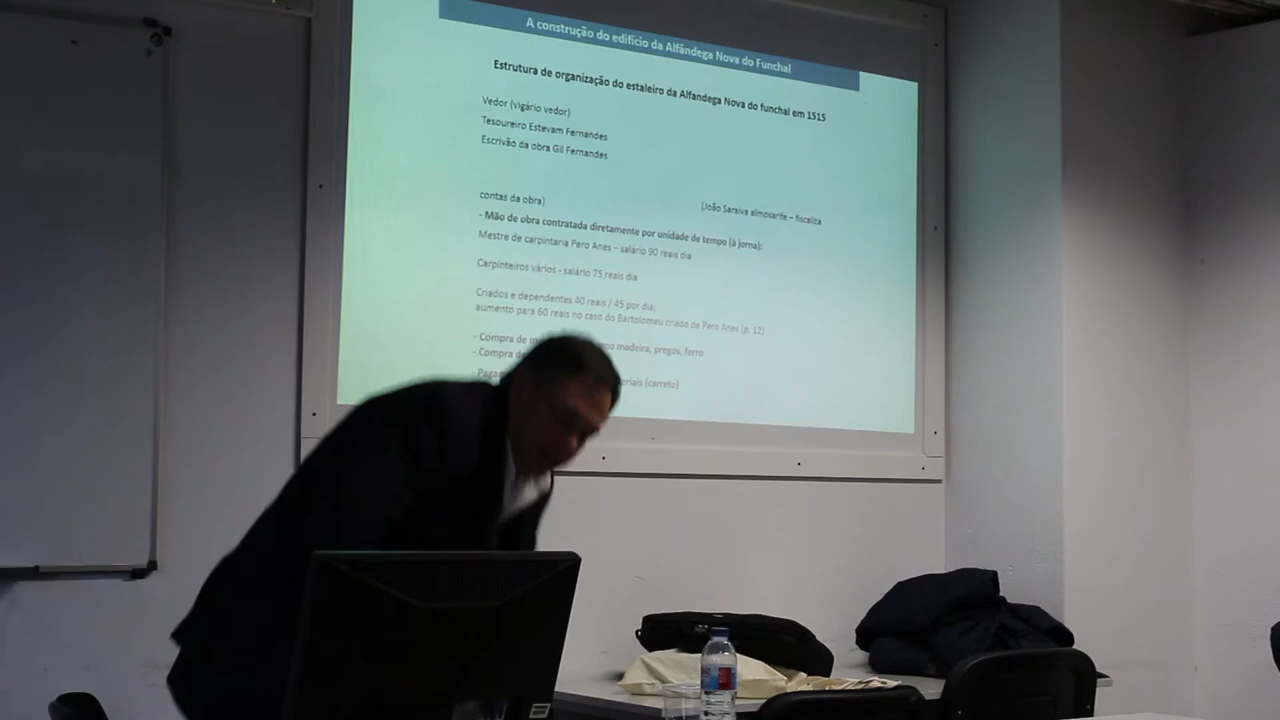 A construção do edifício da Alfândega Nova do Funchal
Estrutura de organização do estaleiro da Alfandega Nova do funchal em 1515
Vedor (vigário vedor)
Tesoureiro Estevam Fernandes
Escrivão da obra Gil Fernandes
contas da obra) (João Saraiva almoxarife – fiscaliza
- Mão de obra contratada diretamente por unidade de tempo (à jorna):
Mestre de carpintaria Pero Anes – salário 90 reais dia
Carpinteiros vários - salário 75 reais dia
Criados e dependentes 40 reais / 45 por dia;
aumento para 60 reais no caso do Bartolomeu criado de Pero Anes (p. 12)
- Compra de madeira, pregos, ferro
- Compra
(carreto)